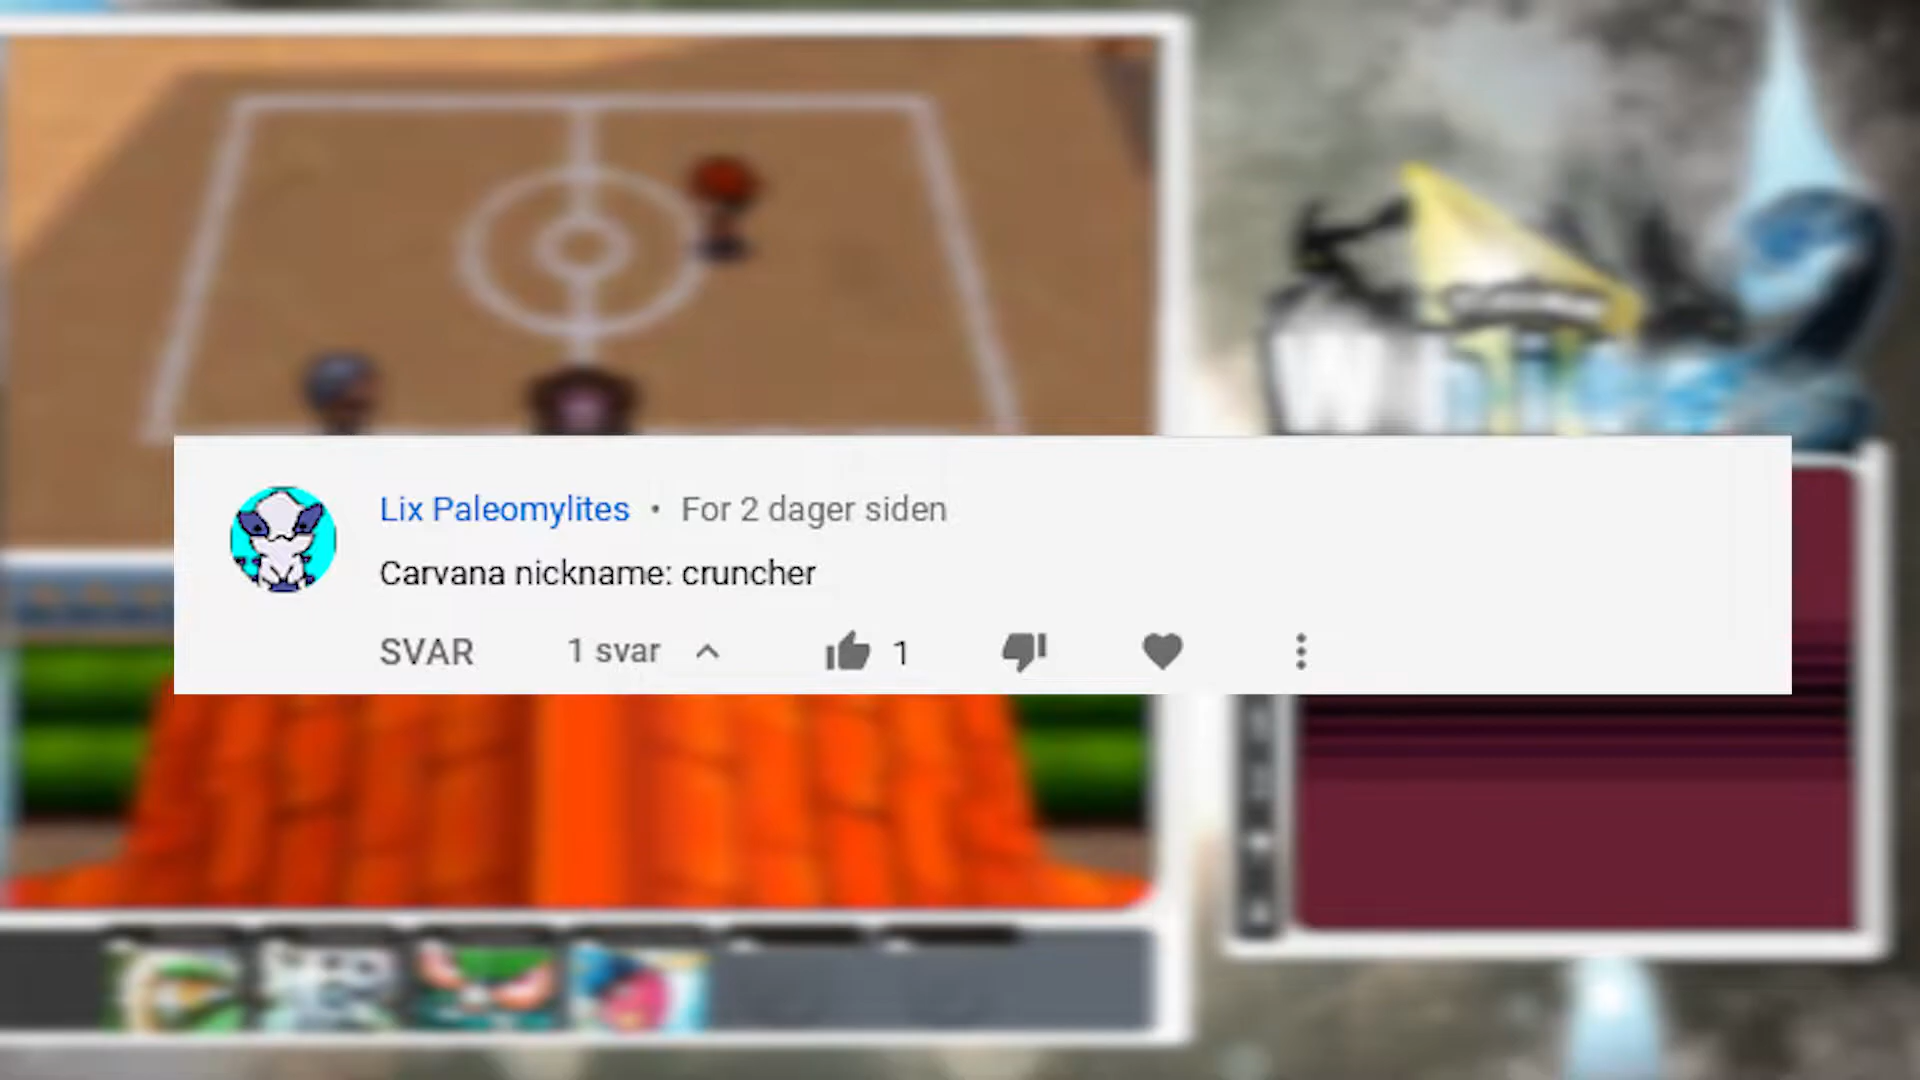 Lix Paleomylites • For 2 dager siden
Carvana nickname: cruncher
SVAR 1 svar 1